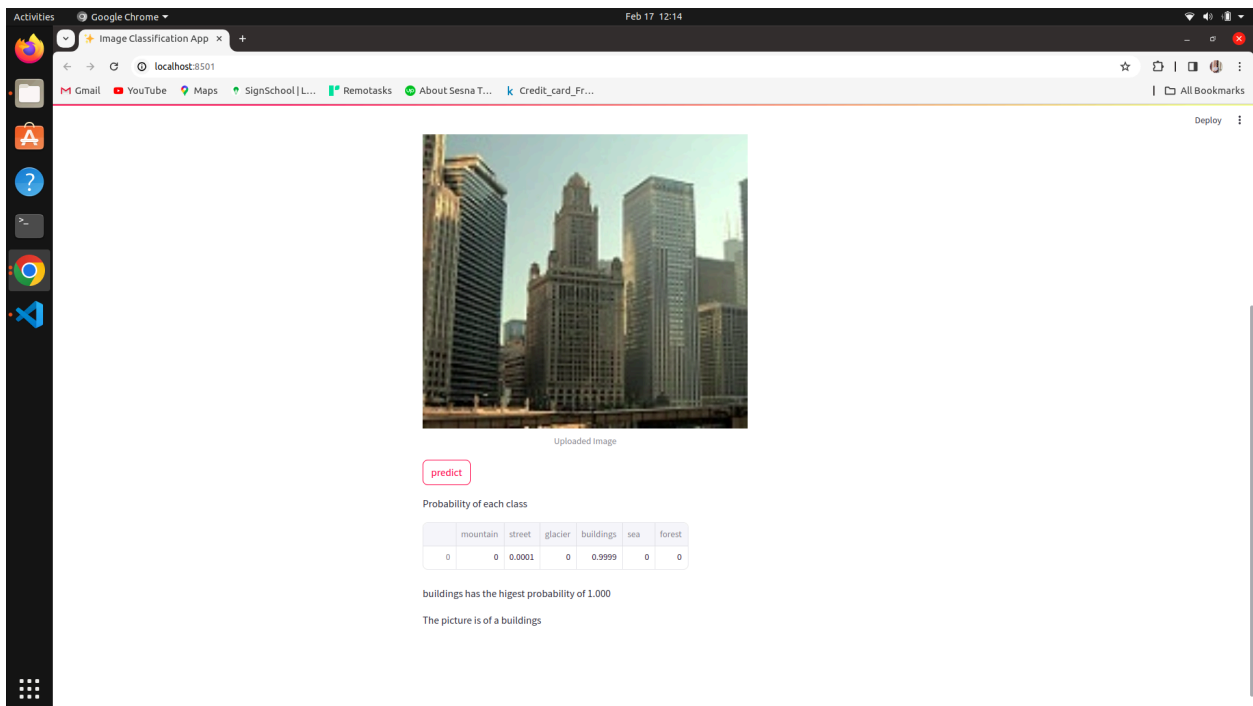 Activities Google Chrome Feb 17 12:14
Image Classification App
localhost:8501
Gmail YouTube Maps SignSchool | L... Remotasks About Sesna T... Credit_card_Fr... All Bookmarks
Deploy
Uploaded Image
predict
Probability of each class
mountain street glacier buildings sea forest
0 0 0.0001 0 0.9999 0 0
buildings has the higest probability of 1.000
The picture is of a buildings